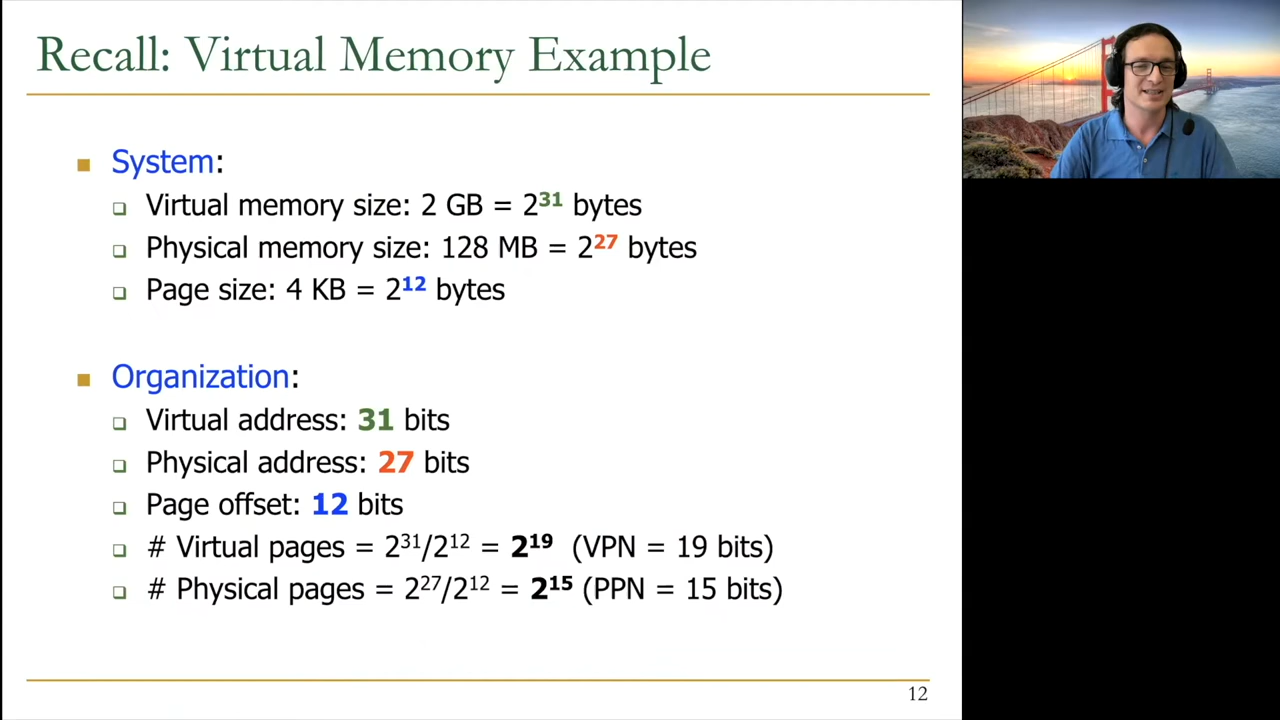 Recall: Virtual Memory Example
System:
Virtual memory size: 2 GB = 2³¹ bytes
Physical memory size: 128 MB = 2²⁷ bytes
Page size: 4 KB = 2¹² bytes
Organization:
Virtual address: 31 bits
Physical address: 27 bits
Page offset: 12 bits
# Virtual pages = 2³¹/2¹² = 2¹⁹ (VPN = 19 bits)
# Physical pages = 2²⁷/2¹² = 2¹⁵ (PPN = 15 bits)
12